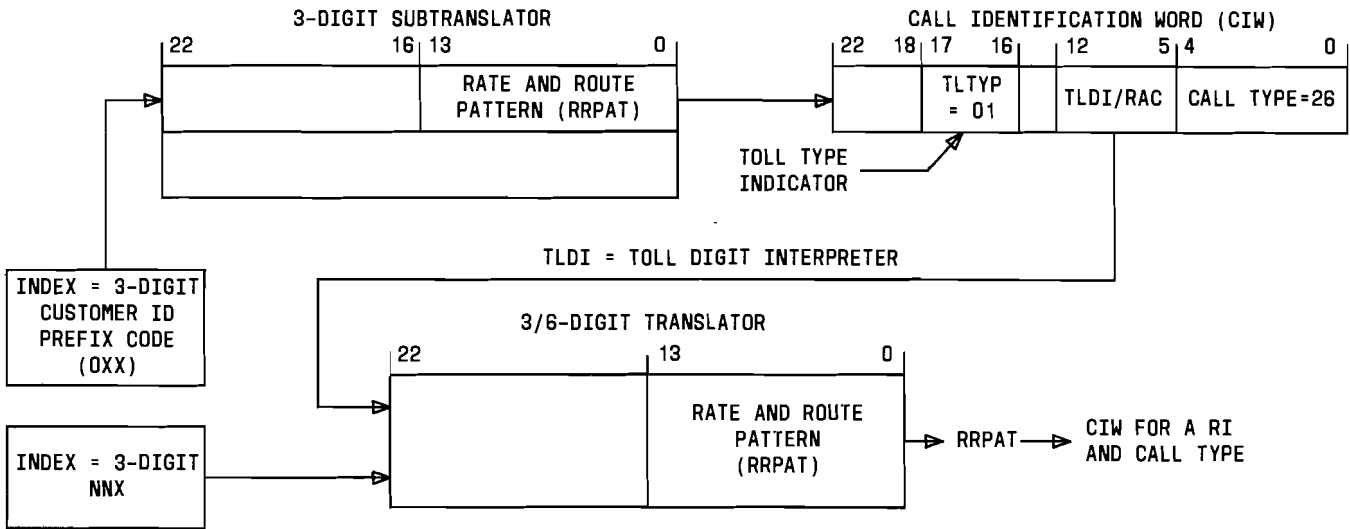 3-DIGIT SUBTRANSLATOR
22 16 13 0
RATE AND ROUTE
PATTERN (RRPAT)
CALL IDENTIFICATION WORD (CIW)
22 18 17 16 12 5 4 0
TLTYP
= 01
TLDI/RAC
CALL TYPE=26
TOLL TYPE
INDICATOR
TLDI = TOLL DIGIT INTERPRETER
INDEX = 3-DIGIT
CUSTOMER ID
PREFIX CODE
(0XX)
3/6-DIGIT TRANSLATOR
22 13 0
RATE AND ROUTE
PATTERN
(RRPAT)
RRPAT
CIW FOR A RI
AND CALL TYPE
INDEX = 3-DIGIT
NNX